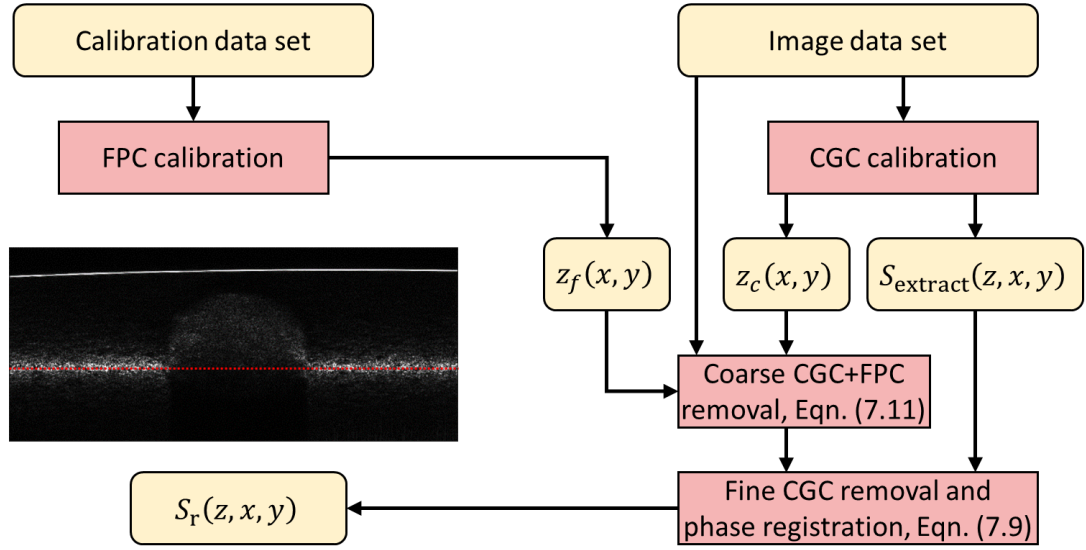 Calibration data set
Image data set
FPC calibration
CGC calibration
z_f(x, y)
z_c(x, y)
S_extract(z, x, y)
Coarse CGC+FPC
removal, Eqn. (7.11)
Fine CGC removal and
phase registration, Eqn. (7.9)
S_r(z, x, y)